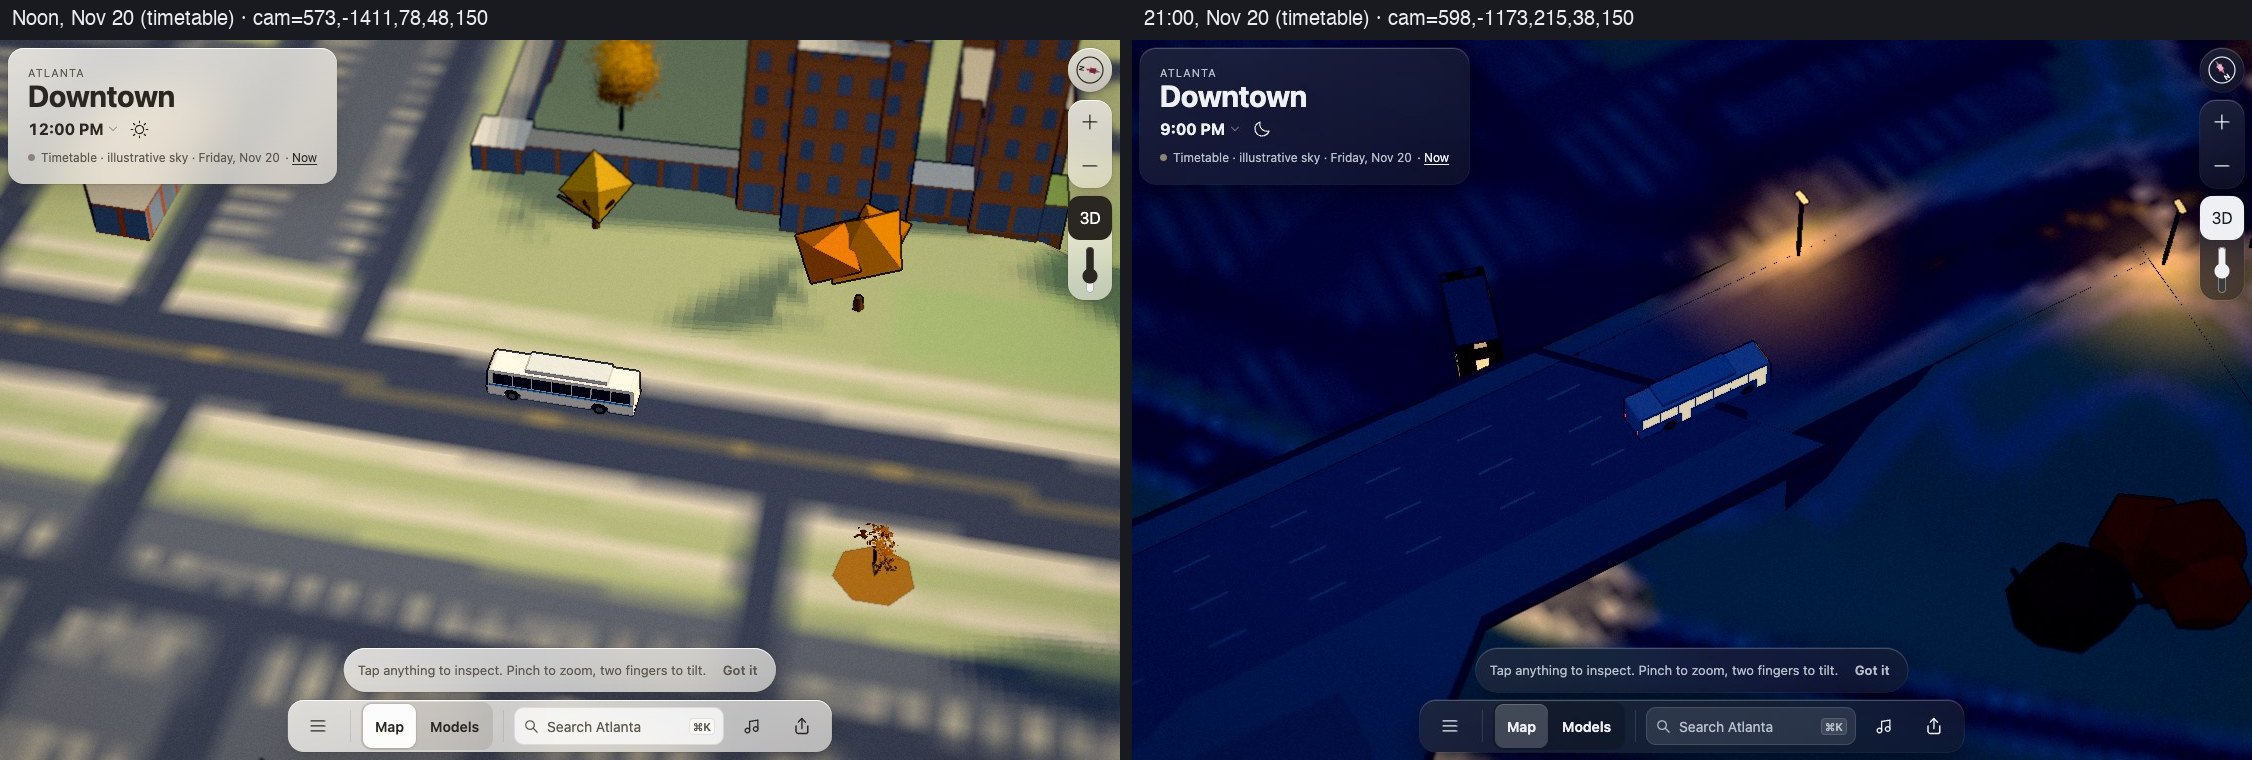 Noon, Nov 20 (timetable) · cam=573,-1411,78,48,150
ATLANTA
Downtown
12:00 PM
Timetable · illustrative sky · Friday, Nov 20 · Now
N
+
−
3D
Tap anything to inspect. Pinch to zoom, two fingers to tilt. Got it
Map Models Search Atlanta ⌘K
21:00, Nov 20 (timetable) · cam=598,-1173,215,38,150
ATLANTA
Downtown
9:00 PM
Timetable · illustrative sky · Friday, Nov 20 · Now
N
+
−
3D
Tap anything to inspect. Pinch to zoom, two fingers to tilt. Got it
Map Models Search Atlanta ⌘K